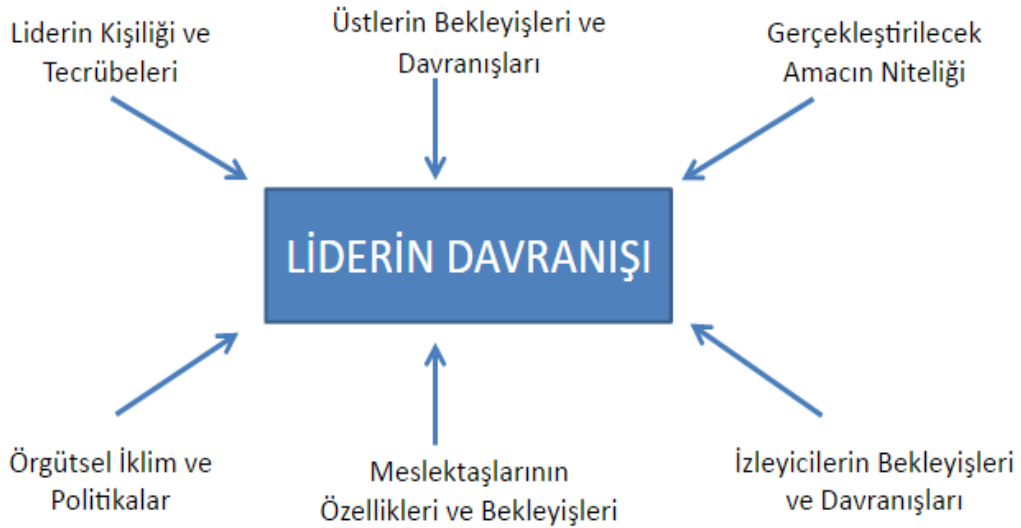 Liderin Kişiliği ve
Tecrübeleri
Üstlerin Bekleyişleri ve
Davranışları
Gerçekleştirilecek
Amacın Niteliği
LİDERİN DAVRANIŞI
Örgütsel İklim ve
Politikalar
Meslektaşlarının
Özellikleri ve Bekleyişleri
İzleyicilerin Bekleyişleri
ve Davranışları